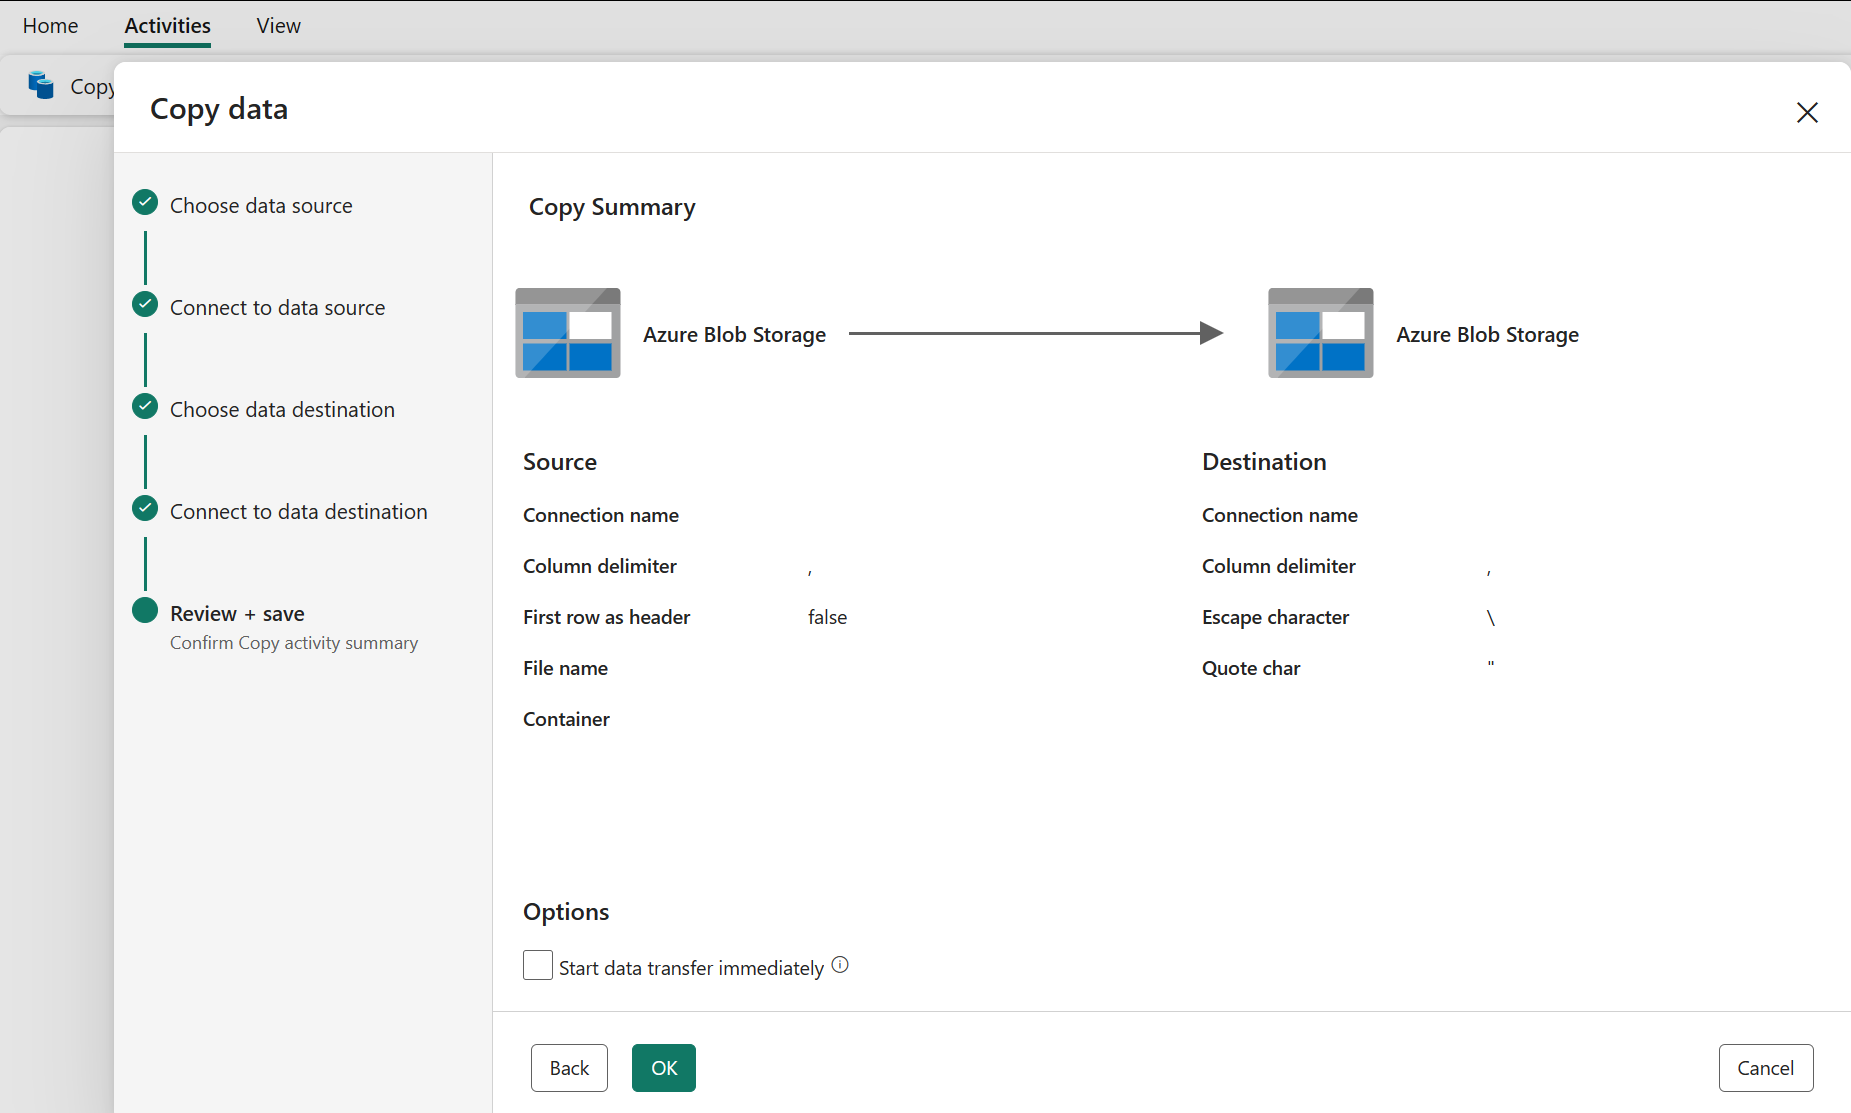 Home Activities View
Copy
Copy data
Choose data source
Connect to data source
Choose data destination
Connect to data destination
Review + save
Confirm Copy activity summary
Copy Summary
Azure Blob Storage Azure Blob Storage
Source
Connection name
Column delimiter ,
First row as header false
File name
Container
Destination
Connection name
Column delimiter ,
Escape character \
Quote char "
Options
Start data transfer immediately
Back OK Cancel